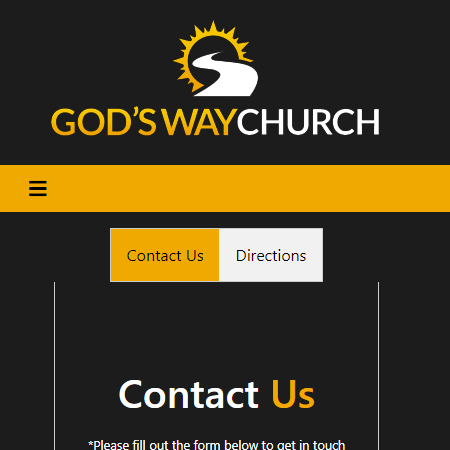 GOD'S WAYCHURCH
Contact Us
Directions
Contact Us
*Please fill out the form below to get in touch